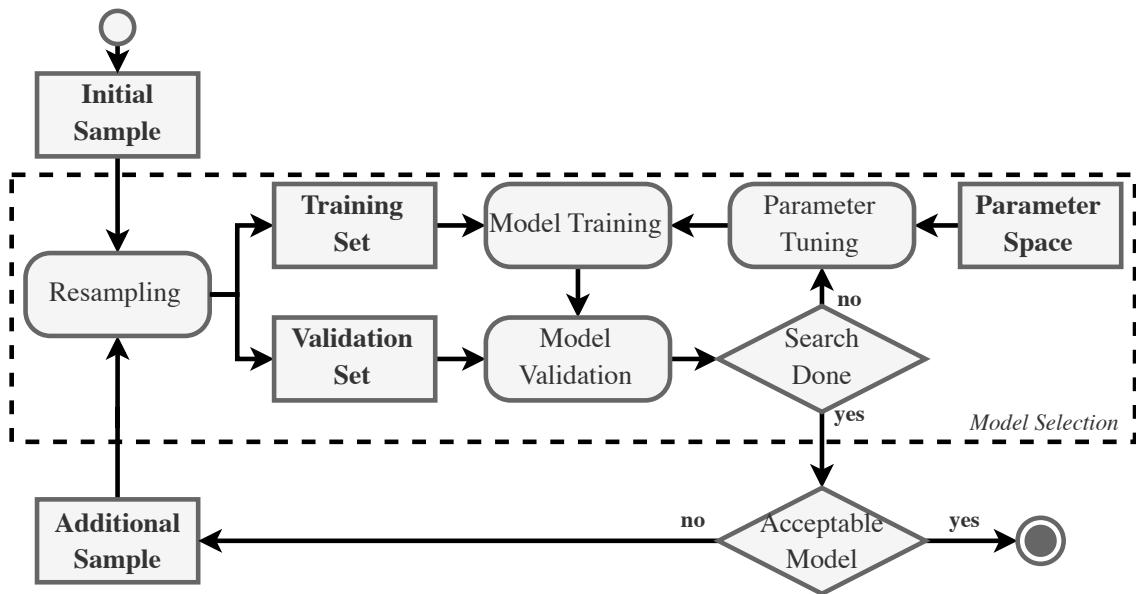 Initial
Sample
Training
Set
Model Training
Parameter
Tuning
Parameter
Space
Resampling
no
Validation
Set
Model
Validation
Search
Done
yes
Model Selection
Additional
Sample
no
Acceptable
Model
yes